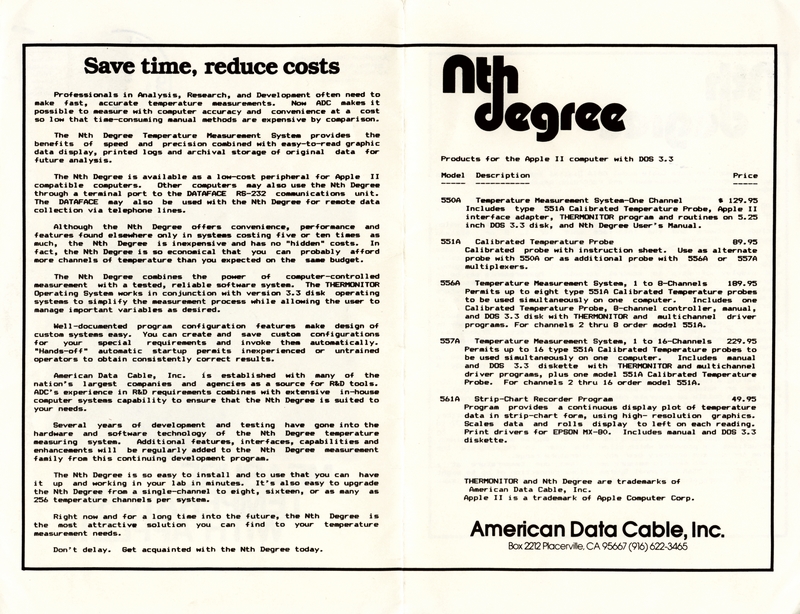 Save time, reduce costs
Professionals in Analysis, Research, and Development often need to
make fast, accurate temperature measurements. Now ADC makes it
possible to measure with computer accuracy and convenience at a cost
so low that time-consuming manual methods are expensive by comparison.
The Nth Degree Temperature Measurement System provides the
benefits of speed and precision combined with easy-to-read graphic
data display, printed logs and archival storage of original data for
future analysis.
The Nth Degree is available as a low-cost peripheral for Apple II
compatible computers. Other computers may also use the Nth Degree
through a terminal port to the DATAFACE RS-232 communications unit.
The DATAFACE may also be used with the Nth Degree for remote data
collection via telephone lines.
Although the Nth Degree offers convenience, performance and
features found elsewhere only in systems costing five or ten times as
much, the Nth Degree is inexpensive and has no "hidden" costs. In
fact, the Nth Degree is so economical that you can probably afford
more channels of temperature than you expected on the same budget.
The Nth Degree combines the power of computer-controlled
measurement with a tested, reliable software system. The THERMONITOR
Operating System works in conjunction with version 3.3 disk operating
systems to simplify the measurement process while allowing the user to
manage important variables as desired.
Well-documented program configuration features make design of
custom systems easy. You can create and save custom configurations
for your special requirements and invoke them automatically.
"Hands-off" automatic startup permits inexperienced or untrained
operators to obtain consistently correct results.
American Data Cable, Inc. is established with many of the
nation's largest companies and agencies as a source for R&D tools.
ADC's experience in R&D requirements combines with extensive in-house
computer systems capability to ensure that the Nth Degree is suited to
your needs.
Several years of development and testing have gone into the
hardware and software technology of the Nth Degree temperature
measuring system. Additional features, interfaces, capabilities and
enhancements will be regularly added to the Nth Degree measurement
family from this continuing development program.
The Nth Degree is so easy to install and to use that you can have
it up and working in your lab in minutes. It's also easy to upgrade
the Nth Degree from a single-channel to eight, sixteen, or as many as
256 temperature channels per system.
Right now and for a long time into the future, the Nth Degree is
the most attractive solution you can find to your temperature
measurement needs.
Don't delay. Get acquainted with the Nth Degree today.
Nth
degree
Products for the Apple II computer with DOS 3.3
Model Description Price
550A Temperature Measurement System-One Channel $ 129.95
Includes type 551A Calibrated Temperature Probe, Apple II
interface adapter, THERMONITOR program and routines on 5.25
inch DOS 3.3 disk, and Nth Degree User's Manual.
551A Calibrated Temperature Probe 89.95
Calibrated probe with instruction sheet. Use as alternate
probe with 550A or as additional probe with 556A or 557A
multiplexers.
556A Temperature Measurement System, 1 to 8-Channels 189.95
Permits up to eight type 551A Calibrated Temperature probes
to be used simultaneously on one computer. Includes one
Calibrated Temperature Probe, 8-channel controller, manual,
and DOS 3.3 disk with THERMONITOR and multichannel driver
programs. For channels 2 thru 8 order model 551A.
557A Temperature Measurement System, 1 to 16-Channels 229.95
Permits up to 16 type 551A Calibrated Temperature probes to
be used simultaneously on one computer. Includes manual
and DOS 3.3 diskette with THERMONITOR and multichannel
driver programs, plus one model 551A Calibrated Temperature
Probe. For channels 2 thru 16 order model 551A.
561A Strip-Chart Recorder Program 49.95
Program provides a continuous display plot of temperature
data in strip-chart form, using high- resolution graphics.
Scales data and rolls display to left on each reading.
Print drivers for EPSON MX-80. Includes manual and DOS 3.3
diskette.
THERMONITOR and Nth Degree are trademarks of
American Data Cable, Inc.
Apple II is a trademark of Apple Computer Corp.
American Data Cable, Inc.
Box 2212 Placerville, CA 95667 (916) 622-3465